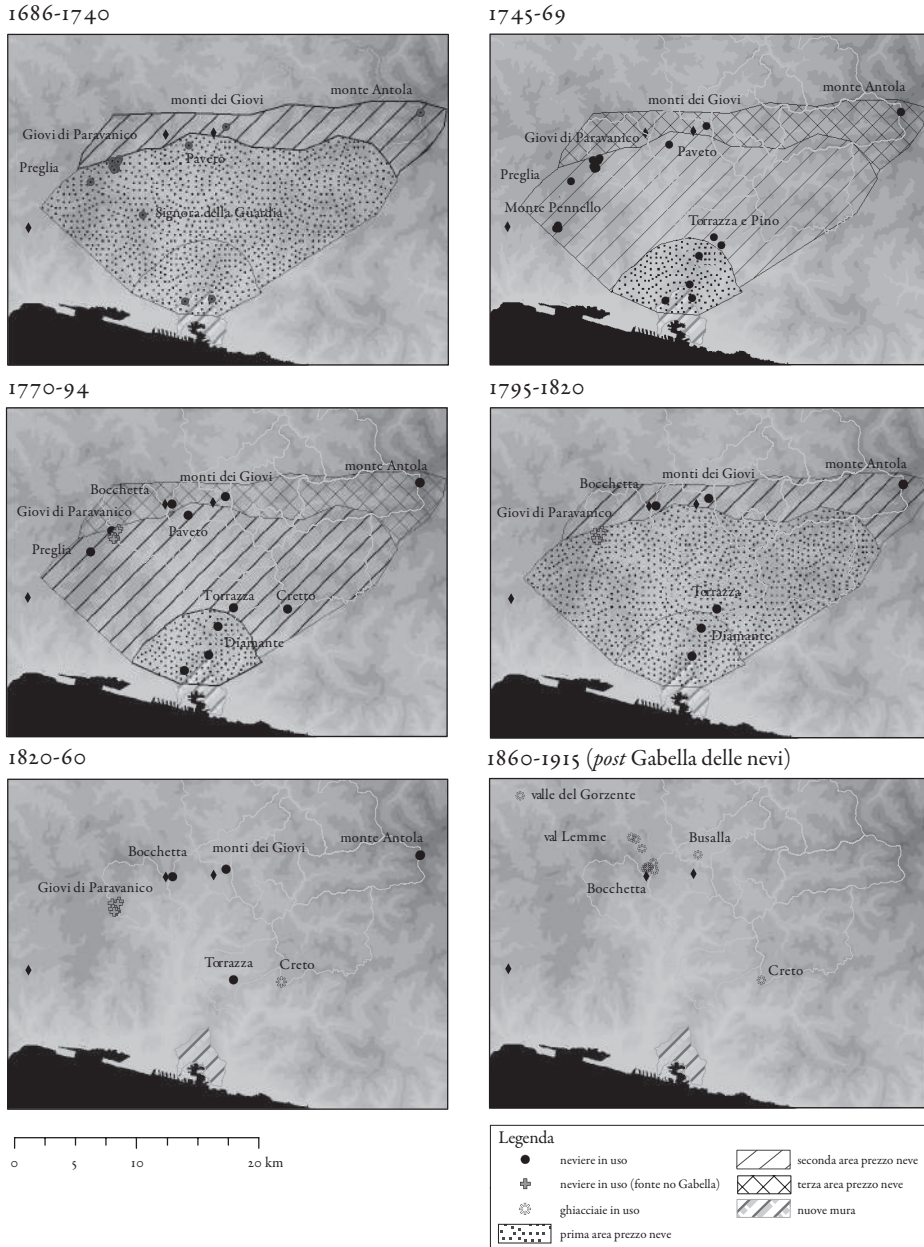 1686-1740
monte Antola
monti dei Giovi
Giovi di Paravanico
Paveto
Preglia
Signora della Guardia
1745-69
monte Antola
monti dei Giovi
Giovi di Paravanico
Paveto
Preglia
Monte Pennello
Torrazza e Pino
1770-94
monte Antola
monti dei Giovi
Bocchetta
Giovi di Paravanico
Paveto
Preglia
Torrazza
Cretto
Diamante
1795-1820
monte Antola
monti dei Giovi
Bocchetta
Giovi di Paravanico
Torrazza
Diamante
1820-60
monte Antola
Bocchetta
monti dei Giovi
Giovi di Paravanico
Torrazza
Creto
1860-1915 (post Gabella delle nevi)
valle del Gorzente
val Lemme
Busalla
Bocchetta
Creto
0 5 10 20 km
Legenda
neviere in uso
neviere in uso (fonte no Gabella)
ghiacciaie in uso
prima area prezzo neve
seconda area prezzo neve
terza area prezzo neve
nuove mura